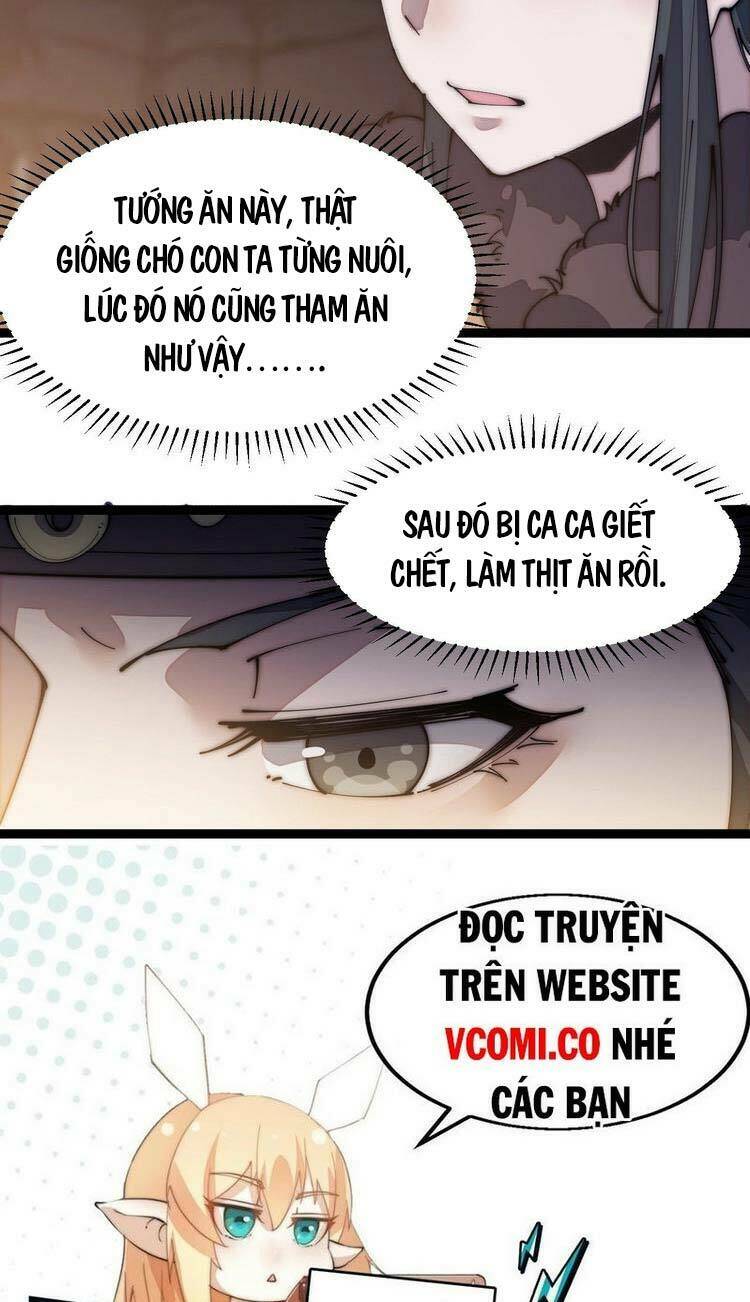 TƯỚNG ĂN NÀY, THẬT
GIỐNG CHÓ CON TA TỪNG NUÔI,
LÚC ĐÓ NÓ CŨNG THAM ĂN
NHƯ VẬY…….
SAU ĐÓ BỊ CA CA GIẾT
CHẾT, LÀM THỊT ĂN RỒI.
ĐỌC TRUYỆN
TRÊN WEBSITE
VCOMI.CO NHÉ
CÁC BẠN